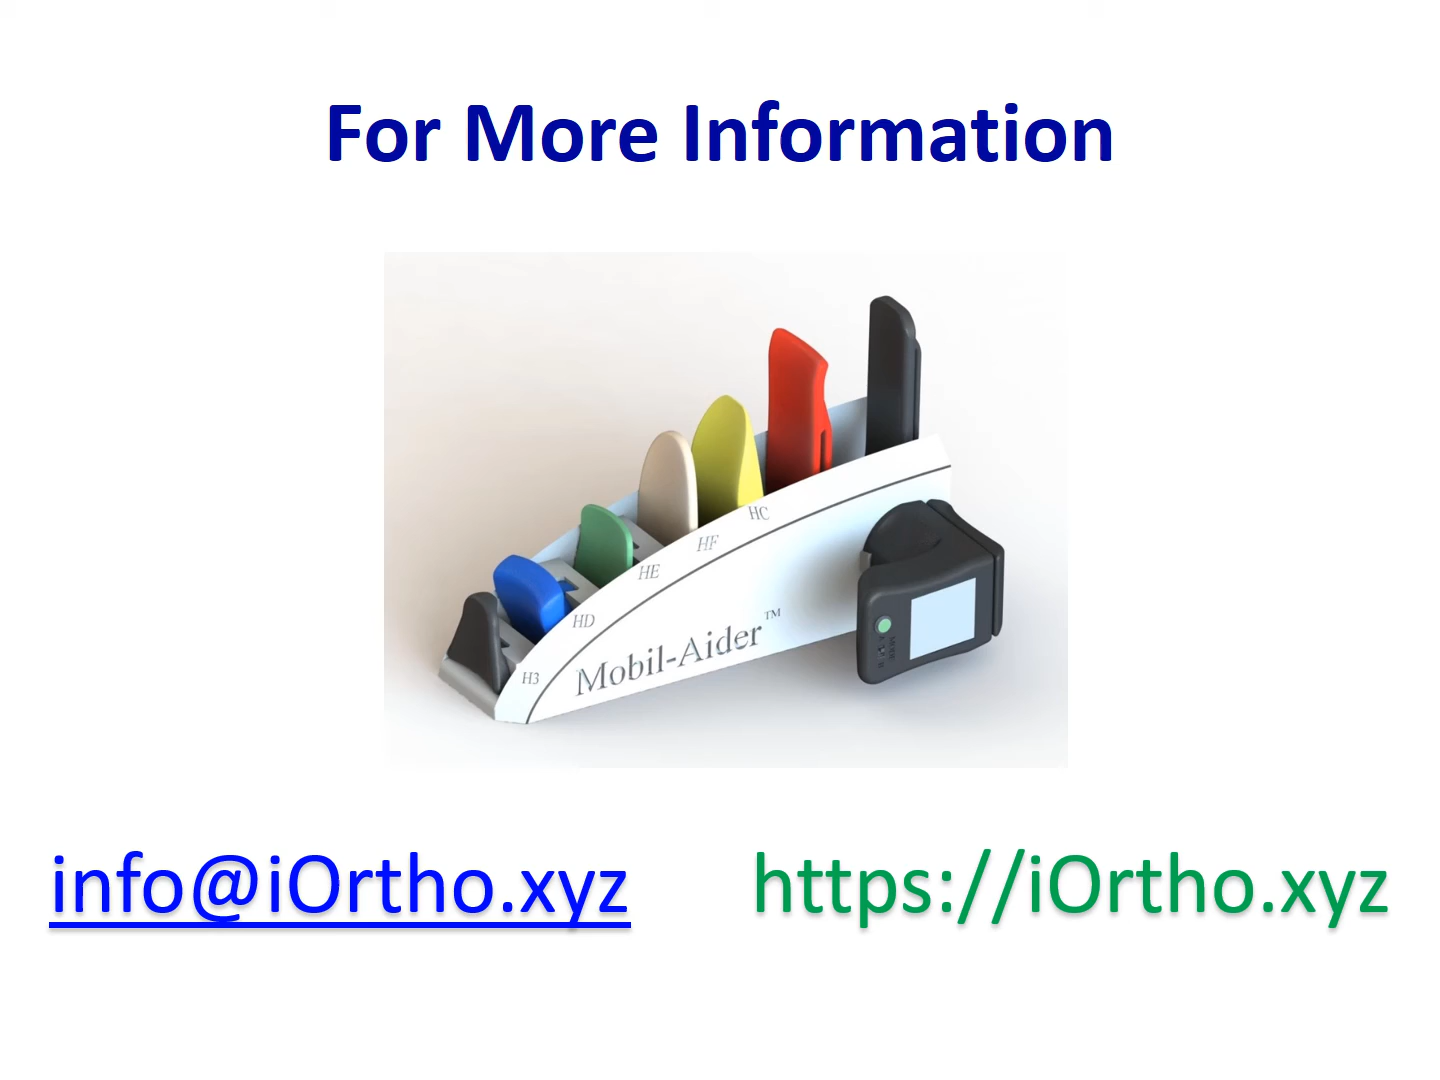 For More Information
HC
HF
HE
HD
H3
Mobil-Aider™
info@iOrtho.xyz
https://iOrtho.xyz